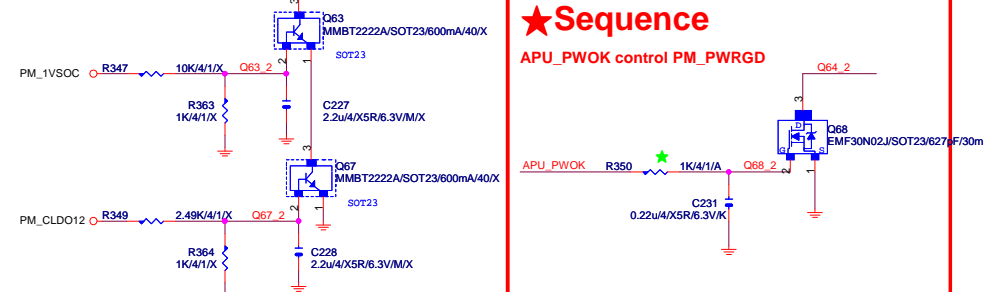 3
Q63
MMBT2222A/SOT23/600mA/40/X
SOT23
PM_1VSOC
R347
10K/4/1/X
Q63_2
2
1
R363
1K/4/1/X
C227
2.2u/4/X5R/6.3V/M/X
3
Q67
MMBT2222A/SOT23/600mA/40/X
SOT23
PM_CLDO12
R349
2.49K/4/1/X
Q67_2
2
1
R364
1K/4/1/X
C228
2.2u/4/X5R/6.3V/M/X
★Sequence
APU_PWOK control PM_PWRGD
Q64_2
3
D
Q68
EMF30N02J/SOT23/627pF/30m
G
S
APU_PWOK
R350
1K/4/1/A
Q68_2
2
1
C231
0.22u/4/X5R/6.3V/K